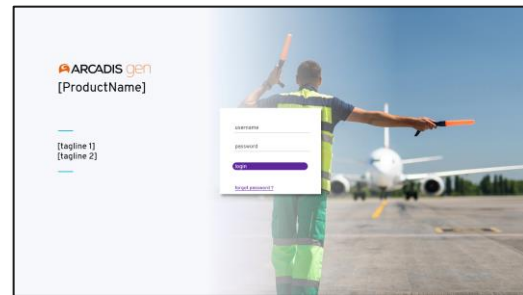 ARCADIS gen
[ProductName]
[tagline 1]
[tagline 2]
username
password
login
forgot password ?